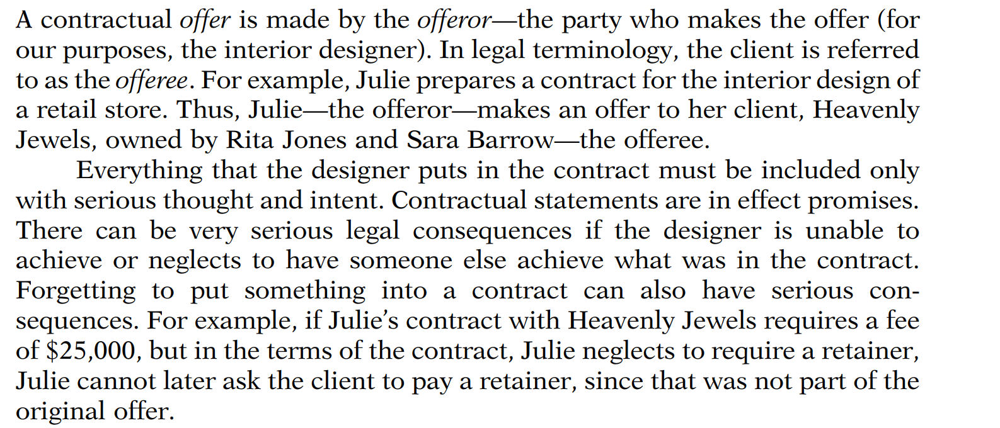 A contractual offer is made by the offeror—the party who makes the offer (for
our purposes, the interior designer). In legal terminology, the client is referred
to as the offeree. For example, Julie prepares a contract for the interior design of
a retail store. Thus, Julie—the offeror—makes an offer to her client, Heavenly
Jewels, owned by Rita Jones and Sara Barrow—the offeree.
Everything that the designer puts in the contract must be included only
with serious thought and intent. Contractual statements are in effect promises.
There can be very serious legal consequences if the designer is unable to
achieve or neglects to have someone else achieve what was in the contract.
Forgetting to put something into a contract can also have serious con-
sequences. For example, if Julie’s contract with Heavenly Jewels requires a fee
of $25,000, but in the terms of the contract, Julie neglects to require a retainer,
Julie cannot later ask the client to pay a retainer, since that was not part of the
original offer.